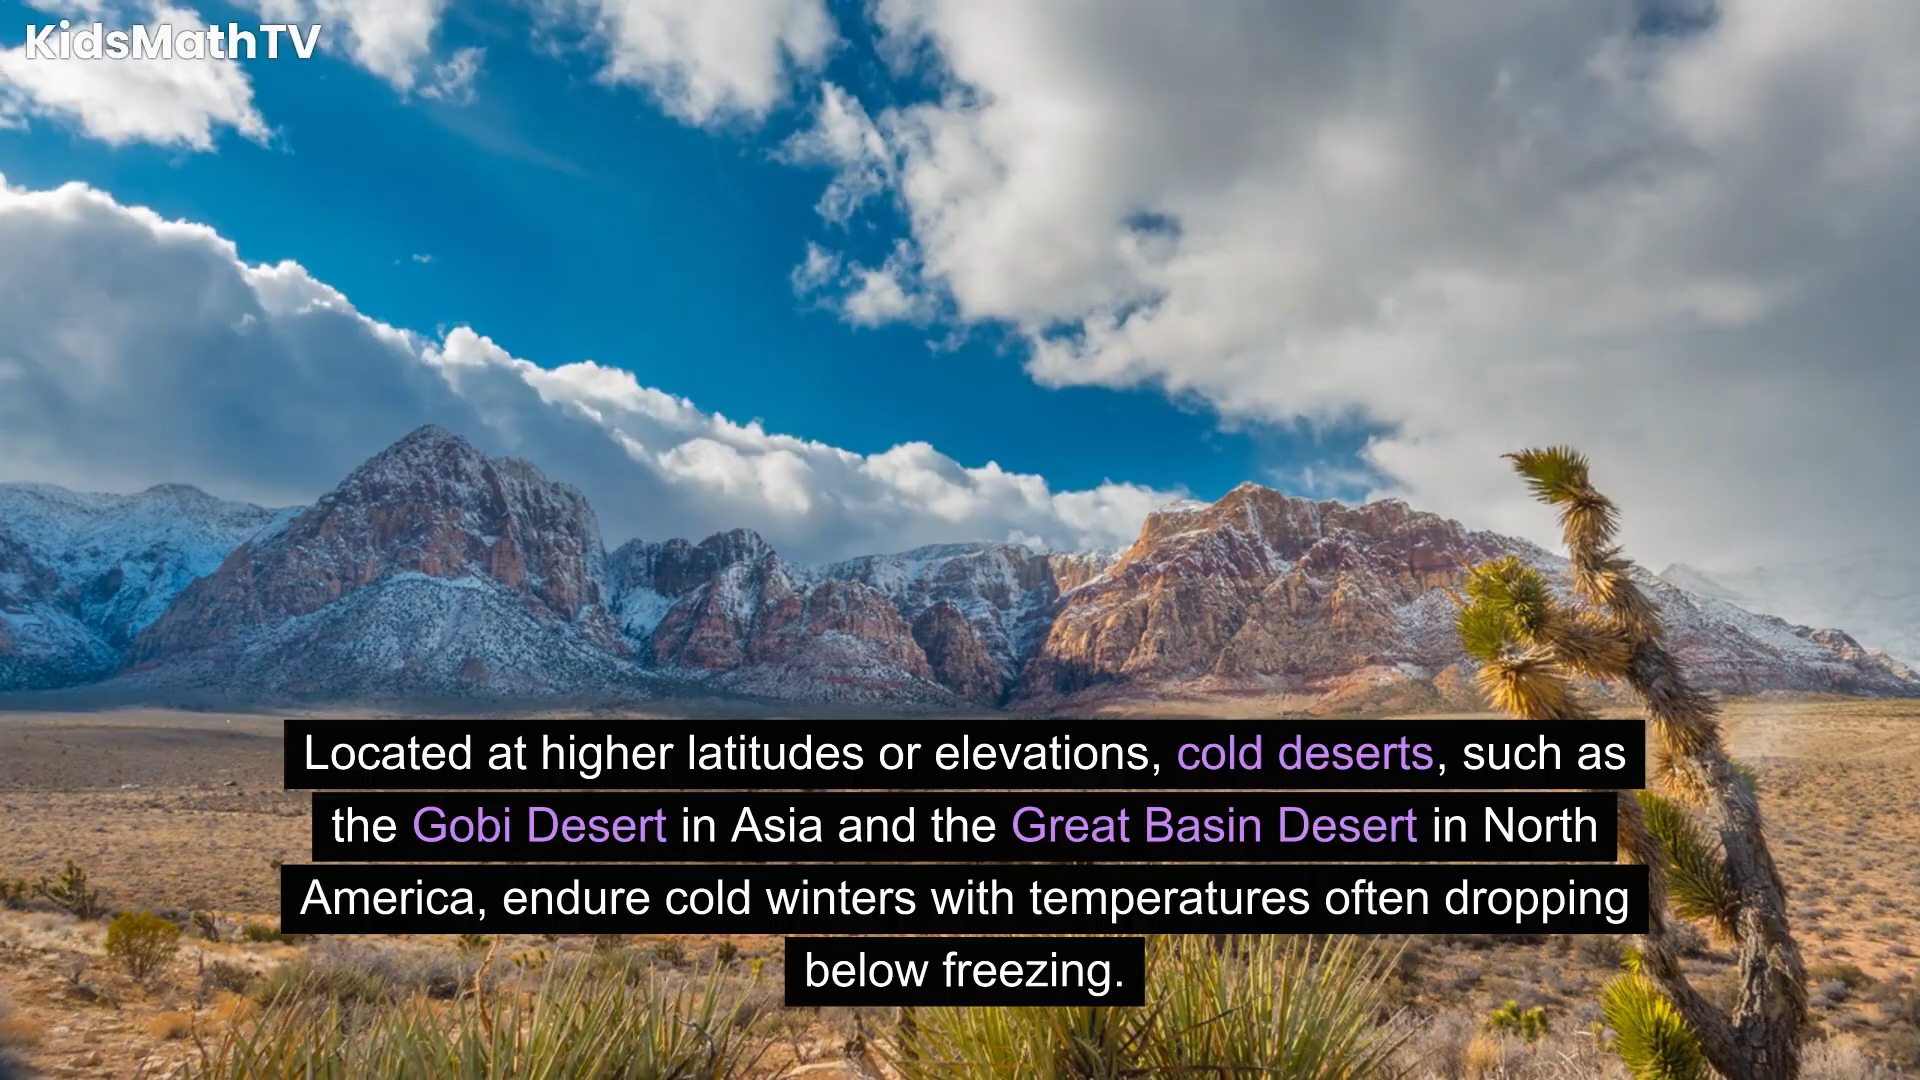 KidsMathTV
Located at higher latitudes or elevations, cold deserts, such as
the Gobi Desert in Asia and the Great Basin Desert in North
America, endure cold winters with temperatures often dropping
below freezing.